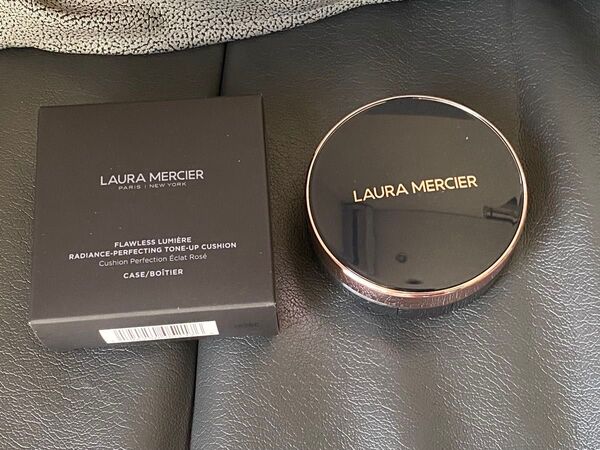 LAURA MERCIER
PARIS | NEW YORK
FLAWLESS LUMIÈRE
RADIANCE-PERFECTING TONE-UP CUSHION
Cushion Perfection Éclat Rosé
CASE/BOÎTIER
LAURA MERCIER